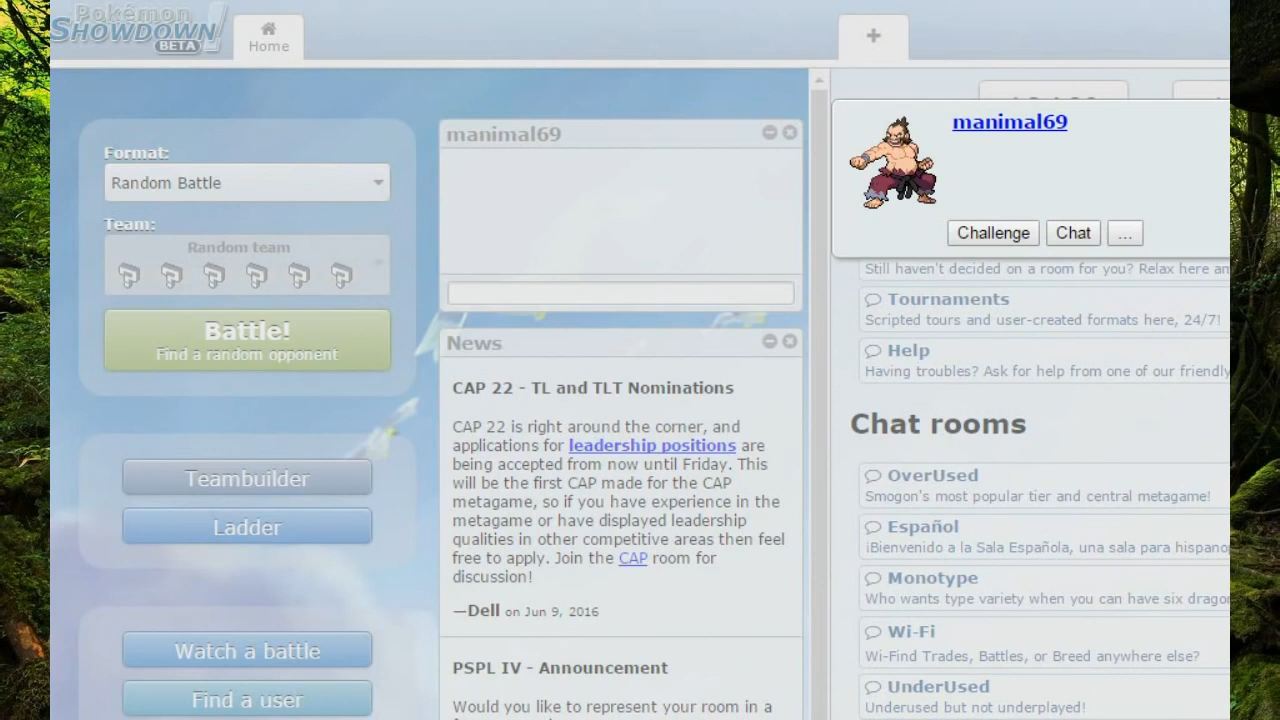 Pokémon
SHOWDOWN!
BETA
Home
+
Format:
Random Battle
Team:
Random team
Battle!
Find a random opponent
Teambuilder
Ladder
Watch a battle
Find a user
manimal69
News
CAP 22 - TL and TLT Nominations
CAP 22 is right around the corner, and
applications for leadership positions are
being accepted from now until Friday. This
will be the first CAP made for the CAP
metagame, so if you have experience in the
metagame or have displayed leadership
qualities in other competitive areas then feel
free to apply. Join the CAP room for
discussion!
—Dell on Jun 9, 2016
PSPL IV - Announcement
Would you like to represent your room in a
manimal69
Challenge
Chat
...
Still haven't decided on a room for you? Relax here
Tournaments
Scripted tours and user-created formats here, 24/7!
Help
Having troubles? Ask for help from one of our friendly
Chat rooms
OverUsed
Smogon's most popular tier and central metagame!
Español
¡Bienvenido a la Sala Española, una sala para
Monotype
Who wants type variety when you can have six
Wi-Fi
Wi-Find Trades, Battles, or Breed anywhere else?
UnderUsed
Underused but not underplayed!